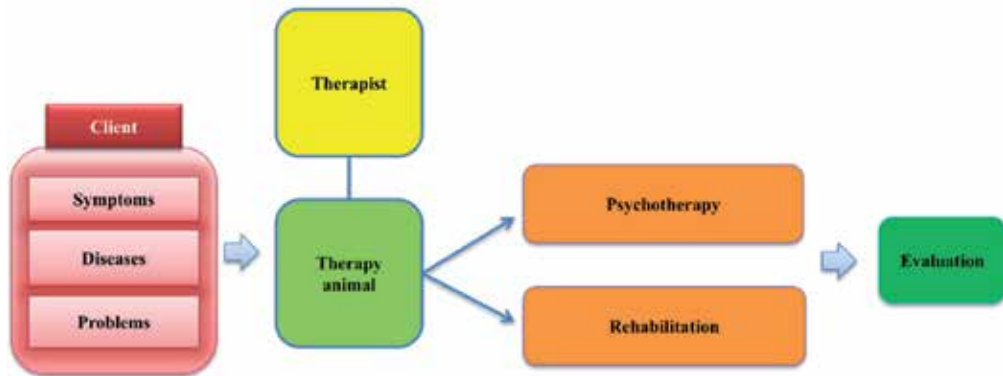 Client
Symptoms
Diseases
Problems
Therapist
Therapy
animal
Psychotherapy
Rehabilitation
Evaluation